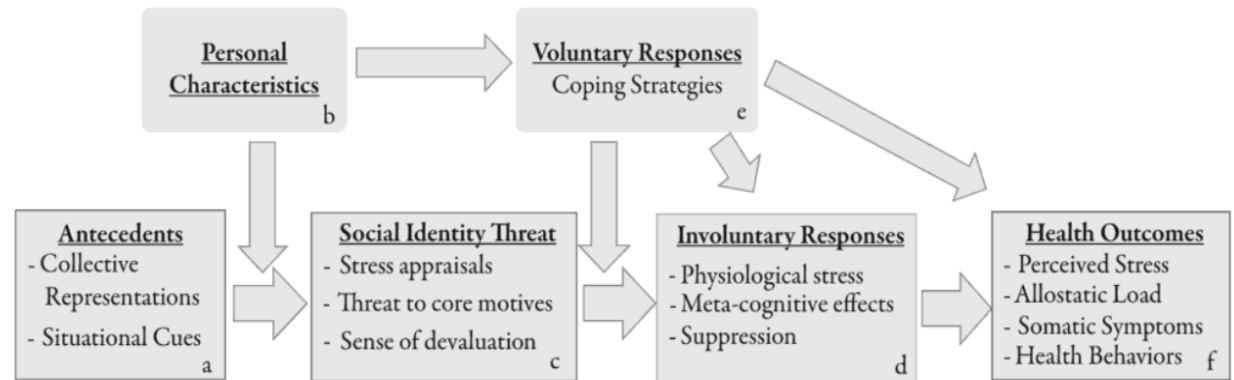 Personal
Characteristics
b
Voluntary Responses
Coping Strategies
e
Antecedents
- Collective
Representations
- Situational Cues
a
Social Identity Threat
- Stress appraisals
- Threat to core motives
- Sense of devaluation
c
Involuntary Responses
- Physiological stress
- Meta-cognitive effects
- Suppression
d
Health Outcomes
- Perceived Stress
- Allostatic Load
- Somatic Symptoms
- Health Behaviors
f